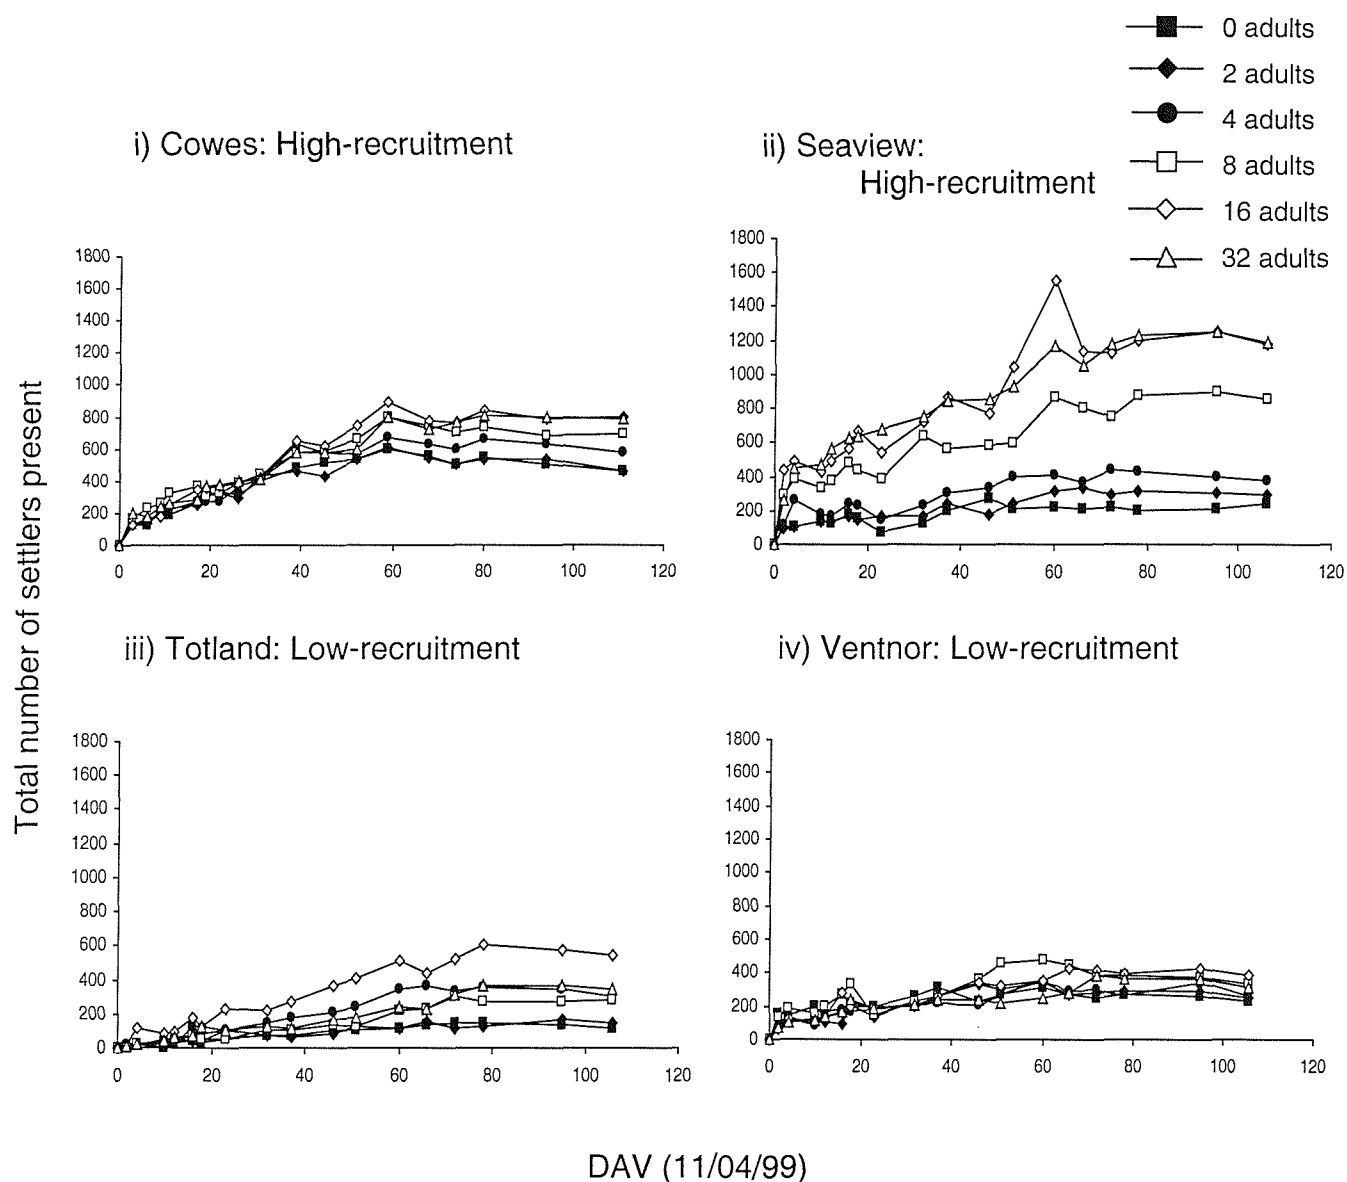 0 adults
2 adults
4 adults
8 adults
16 adults
32 adults
i) Cowes: High-recruitment
ii) Seaview:
High-recruitment
1800
1600
1400
1200
1000
800
600
400
200
0
0 20 40 60 80 100 120
1800
1600
1400
1200
1000
800
600
400
200
0
0 20 40 60 80 100 120
Total number of settlers present
iii) Totland: Low-recruitment
iv) Ventnor: Low-recruitment
1800
1600
1400
1200
1000
800
600
400
200
0
0 20 40 60 80 100 120
1800
1600
1400
1200
1000
800
600
400
200
0
0 20 40 60 80 100 120
DAV (11/04/99)